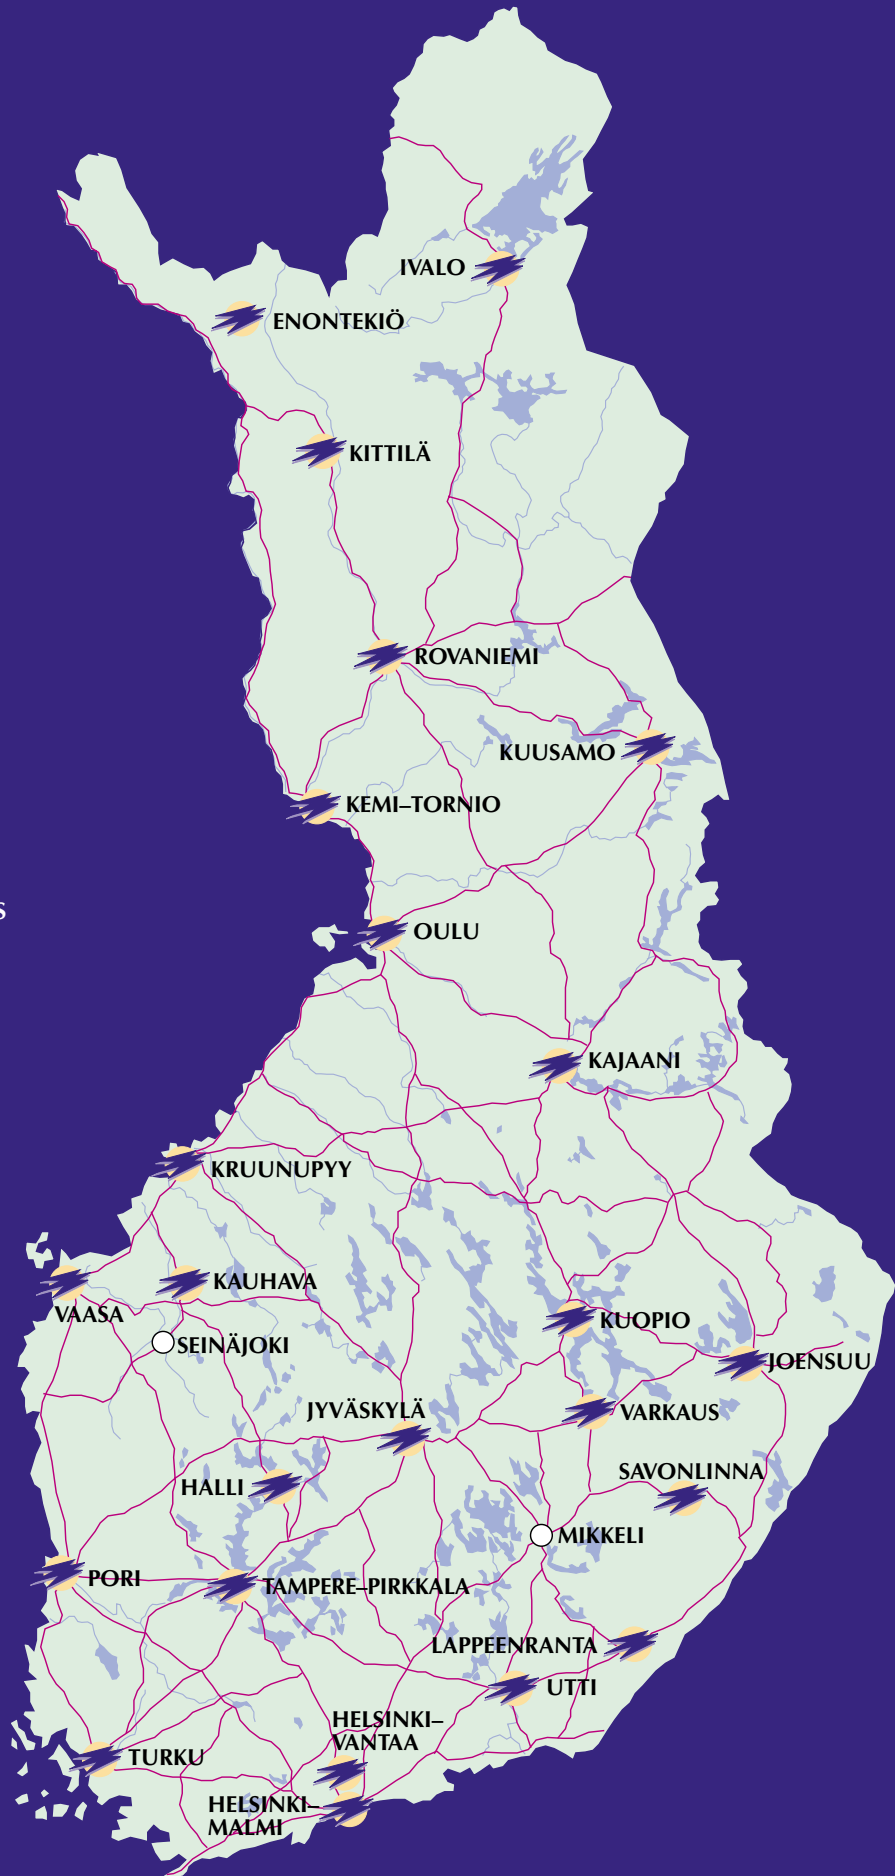 IVALO
ENONTEKIÖ
KITTILÄ
ROVANIEMI
KUUSAMO
KEMI–TORNIO
s
OULU
KAJAANI
KRUUNUPYY
KAUHAVA
VAASA
KUOPIO
SEINÄJOKI
JOENSUU
JYVÄSKYLÄ
VARKAUS
SAVONLINNA
HALLI
MIKKELI
PORI
TAMPERE–PIRKKALA
LAPPEENRANTA
UTTI
HELSINKI–
VANTAA
TURKU
HELSINKI–
MALMI